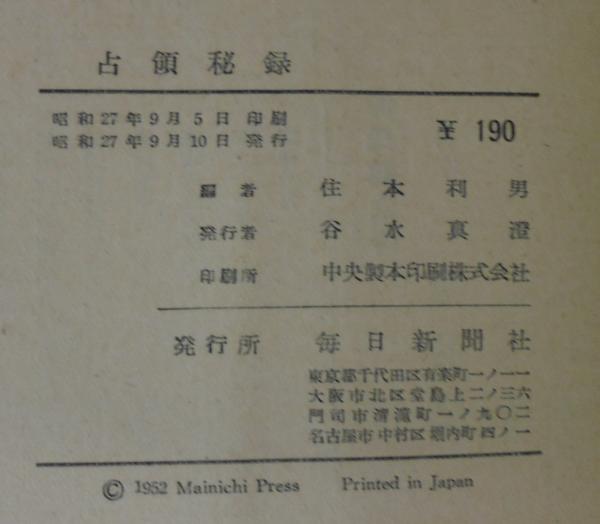 占領秘録
昭和27年9月5日 印刷
昭和27年9月10日 発行
¥ 190
編者 住本利男
発行者 谷水真澄
印刷所 中央製本印刷株式会社
発行所 毎日新聞社
東京都千代田区有楽町一ノ一一
大阪市北区堂島上二ノ三六
門司市清滝町一ノ九〇二
名古屋市中村区堀内町四ノ一
© 1952 Mainichi Press Printed in Japan